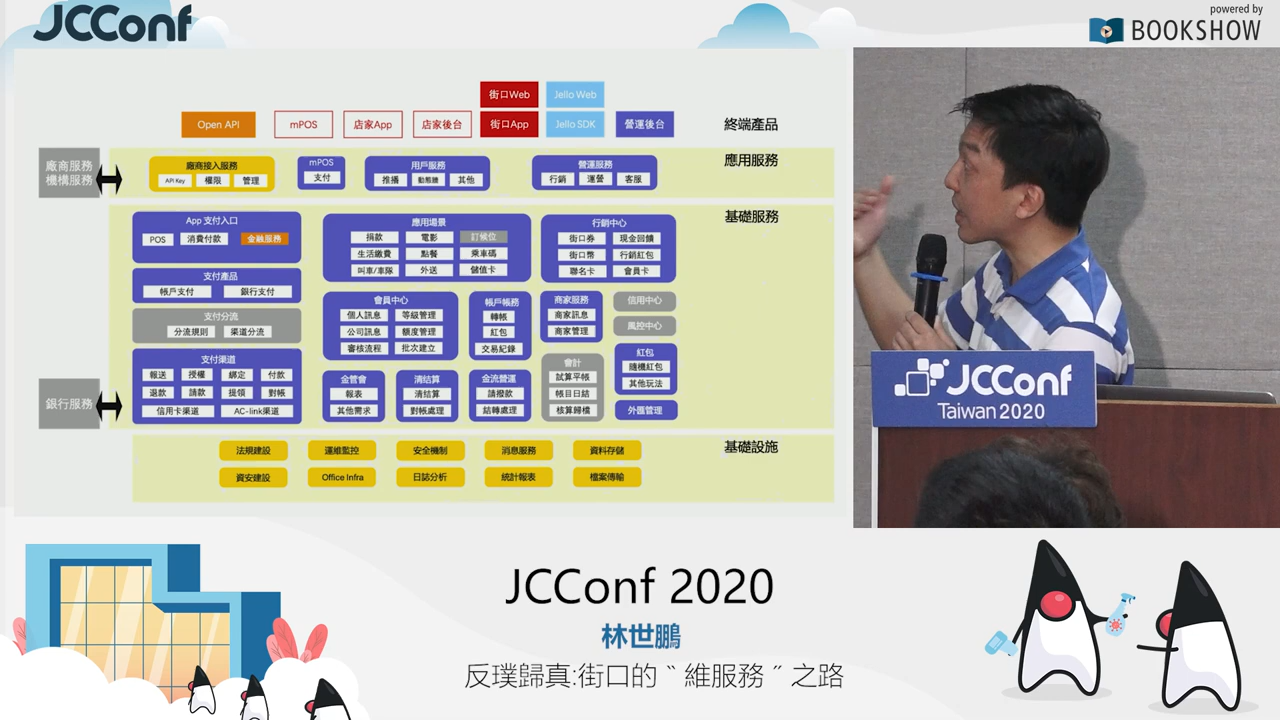 JCConf
powered by
BOOKSHOW
街口Web
Jello Web
Open API
mPOS
店家App
店家後台
街口App
Jello SDK
營運後台
終端產品
廠商服務
機構服務
廠商接入服務
API Key
權限
管理
mPOS
支付
用戶服務
推播
動態牆
其他
營運服務
行銷
運營
客服
應用服務
App 支付入口
POS
消費付款
金融服務
應用場景
捐款
電影
訂候位
生活繳費
點餐
乘車碼
叫車/車隊
外送
儲值卡
行銷中心
街口券
現金回饋
街口幣
行銷紅包
聯名卡
會員卡
基礎服務
支付產品
帳戶支付
銀行支付
支付分流
分流規則
渠道分流
會員中心
個人訊息
等級管理
公司訊息
額度管理
審核流程
批次建立
帳戶帳務
轉帳
紅包
交易紀錄
商家服務
商家訊息
商家管理
信用中心
風控中心
銀行服務
支付渠道
報送
授權
綁定
付款
退款
請款
提領
對帳
信用卡渠道
AC-link渠道
金管會
報表
其他需求
清結算
清結算
對帳處理
金流營運
請撥款
結轉處理
會計
試算平帳
帳目日結
核算歸檔
紅包
隨機紅包
其他玩法
外匯管理
法規建設
運維監控
安全機制
消息服務
資料存儲
資安建設
Office Infra
日誌分析
統計報表
檔案傳輸
基礎設施
JCConf
Taiwan 2020
JCConf 2020
林世鵬
反璞歸真:街口的〝維服務〞之路